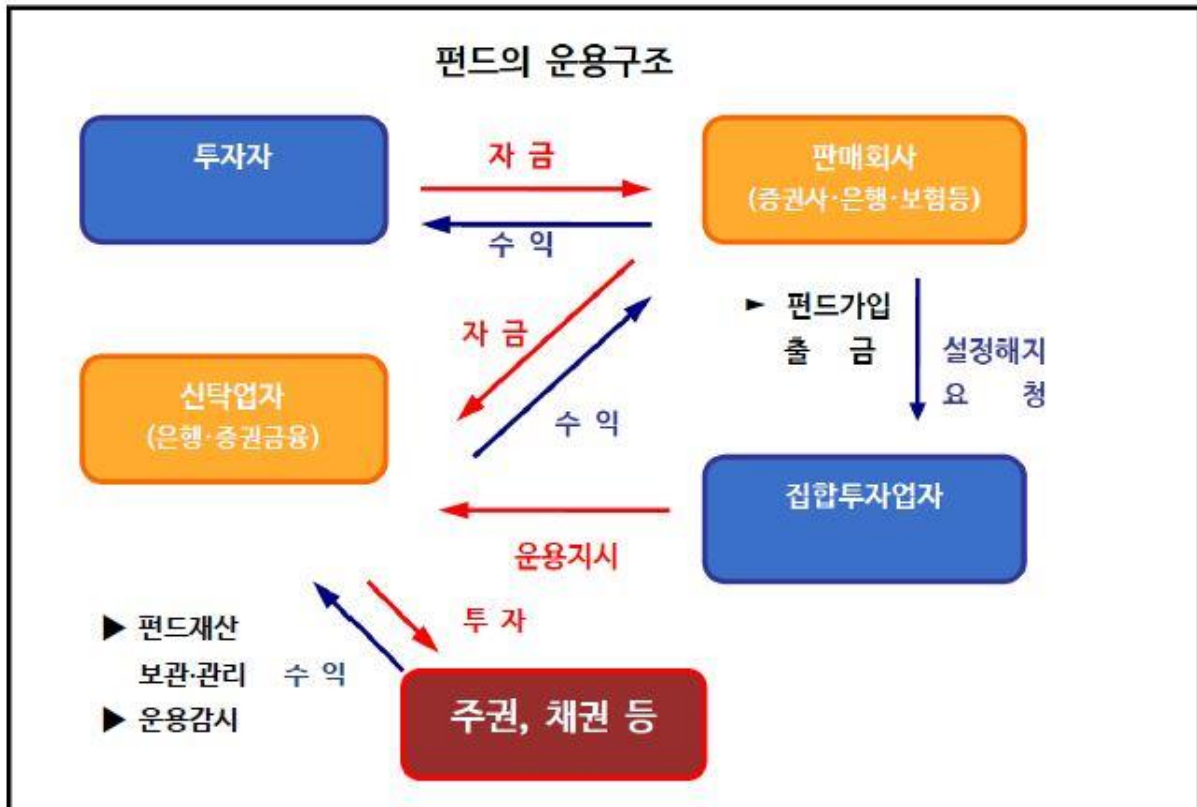 펀드의 운용구조
투자자
자 금
판매회사
(증권사·은행·보험등)
수 익
► 펀드가입
출 금
설정해지
요 청
자 금
수 익
신탁업자
(은행·증권금융)
집합투자업자
운용지시
투 자
▶ 펀드재산
보관·관리
수 익
▶ 운용감시
주권, 채권 등